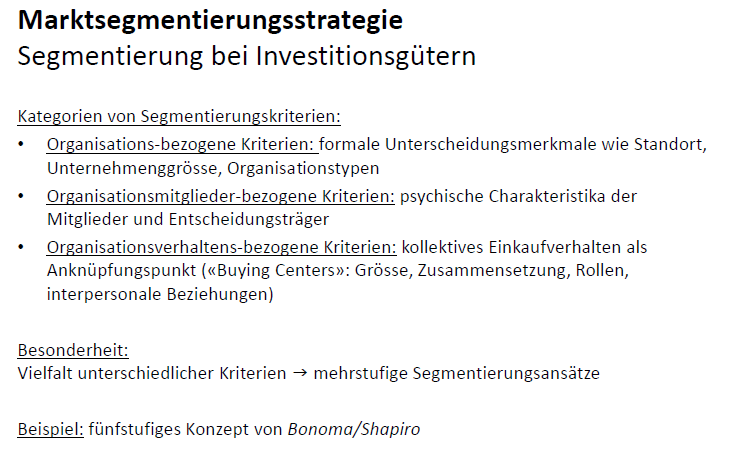 Marktsegmentierungsstrategie
Segmentierung bei Investitionsgütern
Kategorien von Segmentierungskriterien:
• Organisations-bezogene Kriterien: formale Unterscheidungsmerkmale wie Standort,
Unternehmenggrösse, Organisationstypen
• Organisationsmitglieder-bezogene Kriterien: psychische Charakteristika der
Mitglieder und Entscheidungsträger
• Organisationsverhaltens-bezogene Kriterien: kollektives Einkaufverhalten als
Anknüpfungspunkt («Buying Centers»: Grösse, Zusammensetzung, Rollen,
interpersonale Beziehungen)
Besonderheit:
Vielfalt unterschiedlicher Kriterien → mehrstufige Segmentierungsansätze
Beispiel: fünfstufiges Konzept von Bonoma/Shapiro